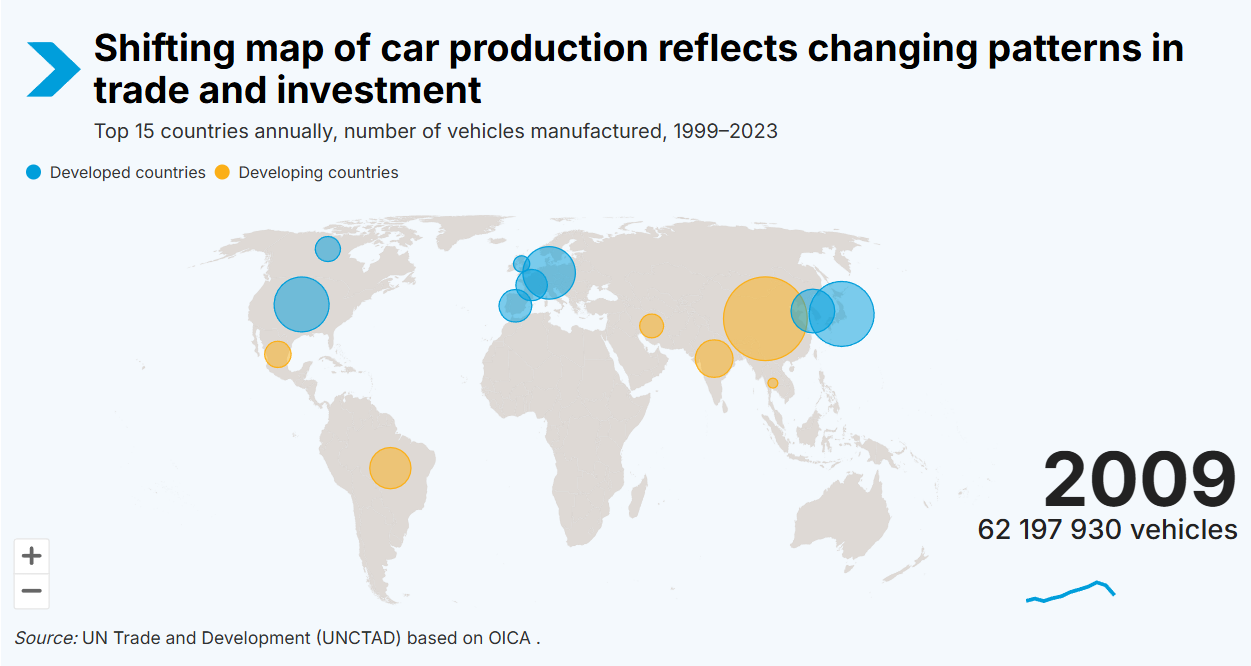 Shifting map of car production reflects changing patterns in
trade and investment
Top 15 countries annually, number of vehicles manufactured, 1999–2023
Developed countries
Developing countries
2009
62 197 930 vehicles
+
−
Source: UN Trade and Development (UNCTAD) based on OICA .